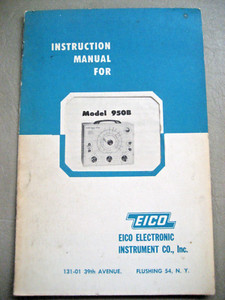 INSTRUCTION
MANUAL
FOR
Model 950B
EICO
EICO ELECTRONIC
INSTRUMENT CO., Inc.
131-01 39th AVENUE. FLUSHING 54, N. Y.